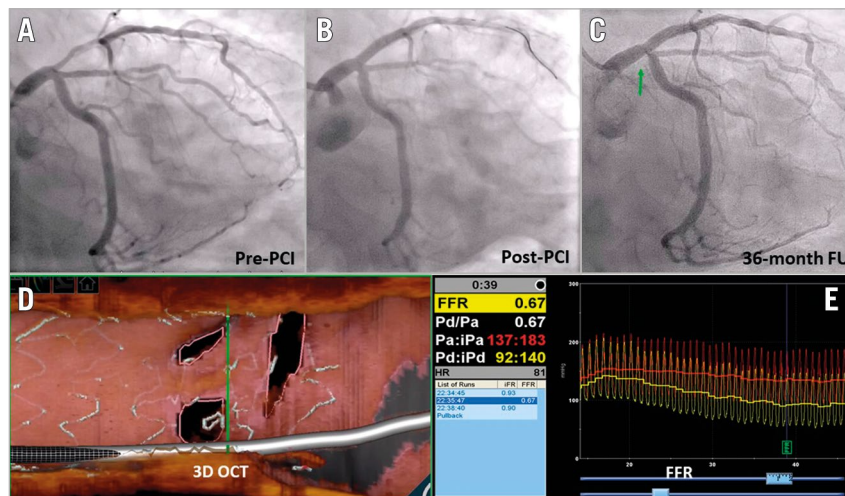 A
B
C
Pre-PCI
Post-PCI
36-month FU
D
3D OCT
0:39
FFR 0.67
Pd/Pa 0.67
Pa:iPa 137:183
Pd:iPd 92:140
HR 81
List of Runs iFR FFR
22:34:45 0.93
22:35:47 0.67
22:38:40 0.90
Pullback
E
300
200
100
0
mmHg
20
30
40
FFR
FFR